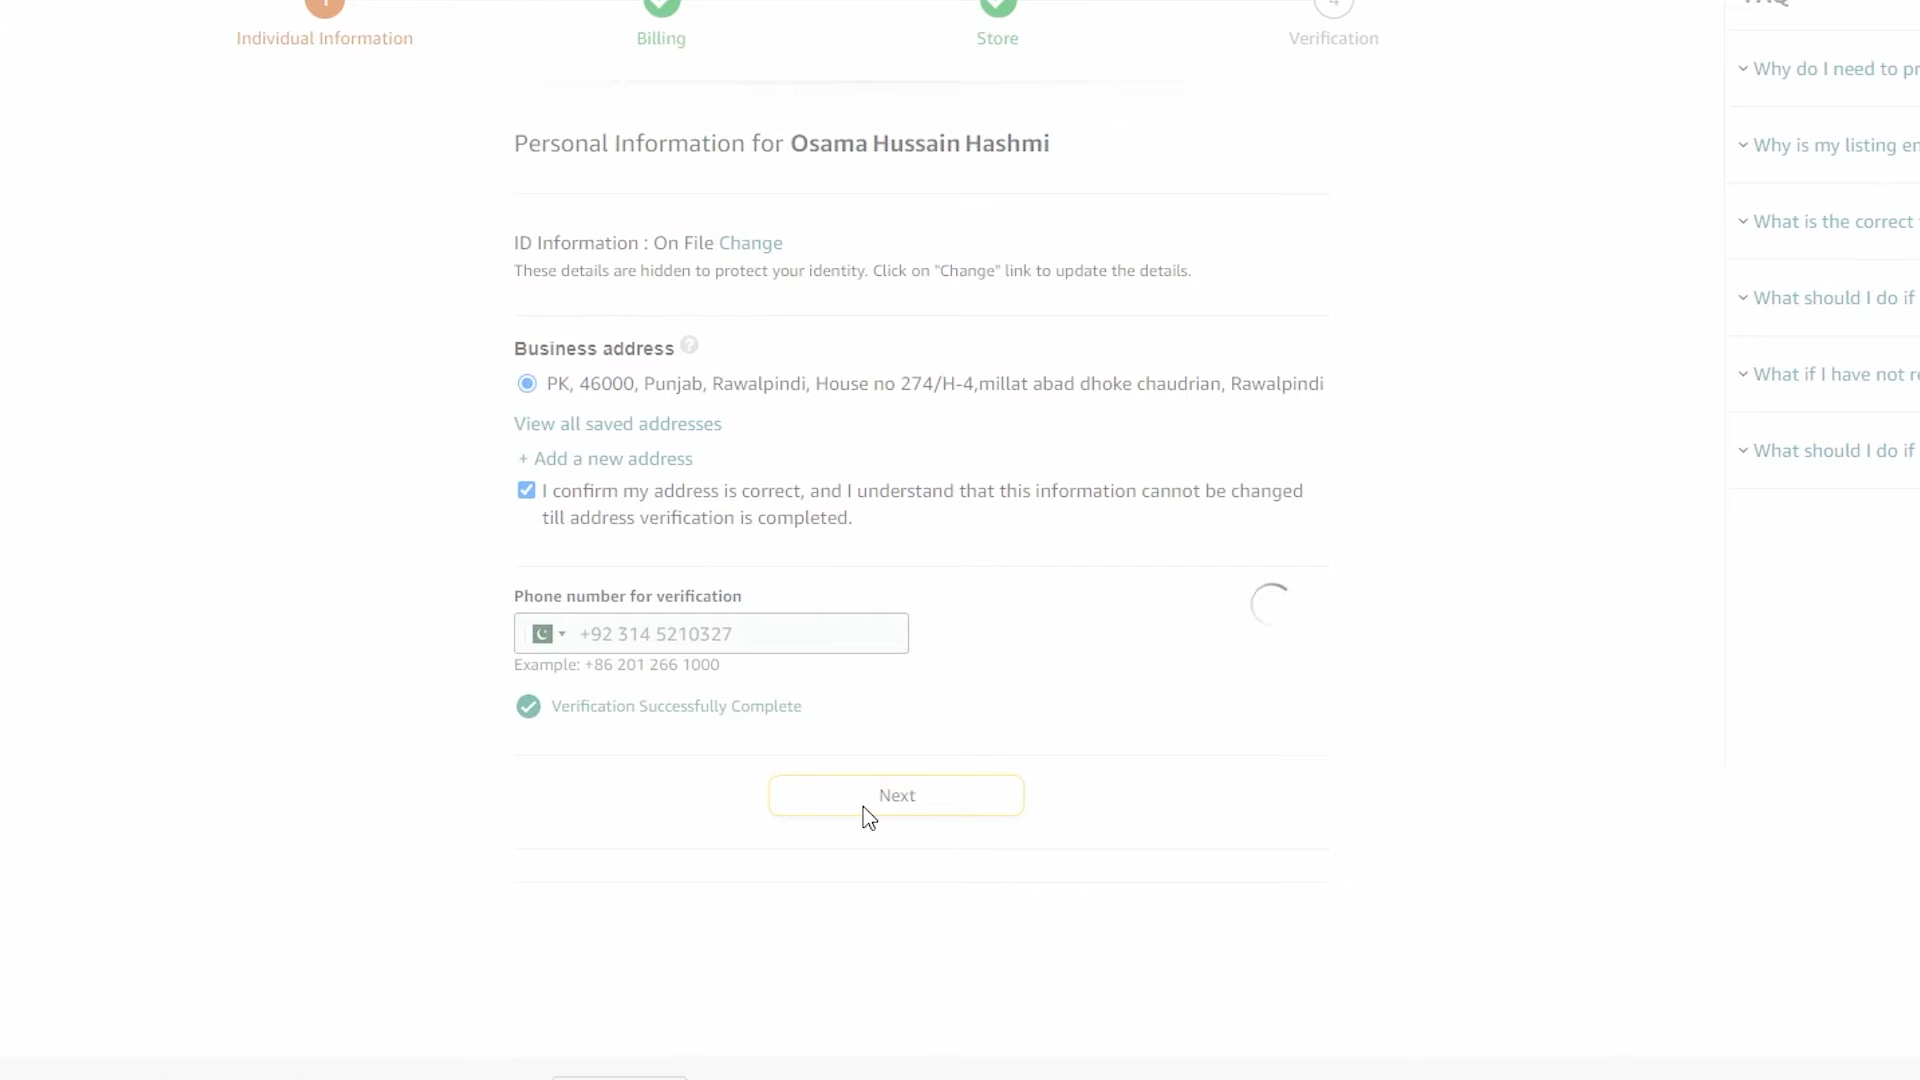 Individual Information
Billing
Store
4
Verification
Why do I need to pr
Why is my listing en
What is the correct
What should I do if
What if I have not re
What should I do if
Personal Information for Osama Hussain Hashmi
ID Information : On File Change
These details are hidden to protect your identity. Click on "Change" link to update the details.
Business address ?
PK, 46000, Punjab, Rawalpindi, House no 274/H-4,millat abad dhoke chaudrian, Rawalpindi
View all saved addresses
+ Add a new address
I confirm my address is correct, and I understand that this information cannot be changed
till address verification is completed.
Phone number for verification
+92 314 5210327
Example: +86 201 266 1000
Verification Successfully Complete
Next